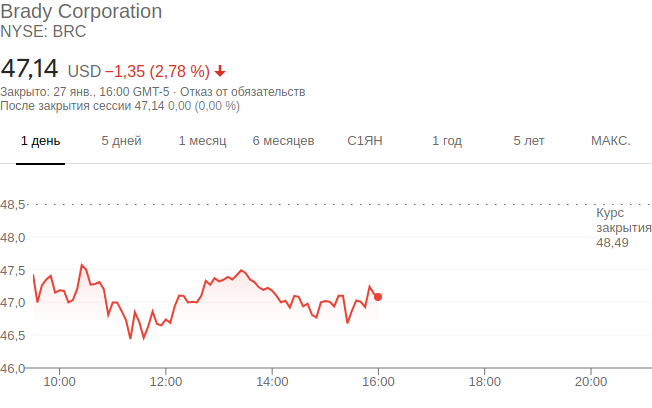 Brady Corporation
NYSE: BRC
47,14 USD −1,35 (2,78 %)
Закрыто: 27 янв., 16:00 GMT-5 · Отказ от обязательств
После закрытия сессии 47,14 0,00 (0,00 %)
1 день 5 дней 1 месяц 6 месяцев С1ЯН 1 год 5 лет МАКС.
48,5
Курс
закрытия
48,49
48,0
47,5
47,0
46,5
46,0
10:00 12:00 14:00 16:00 18:00 20:00